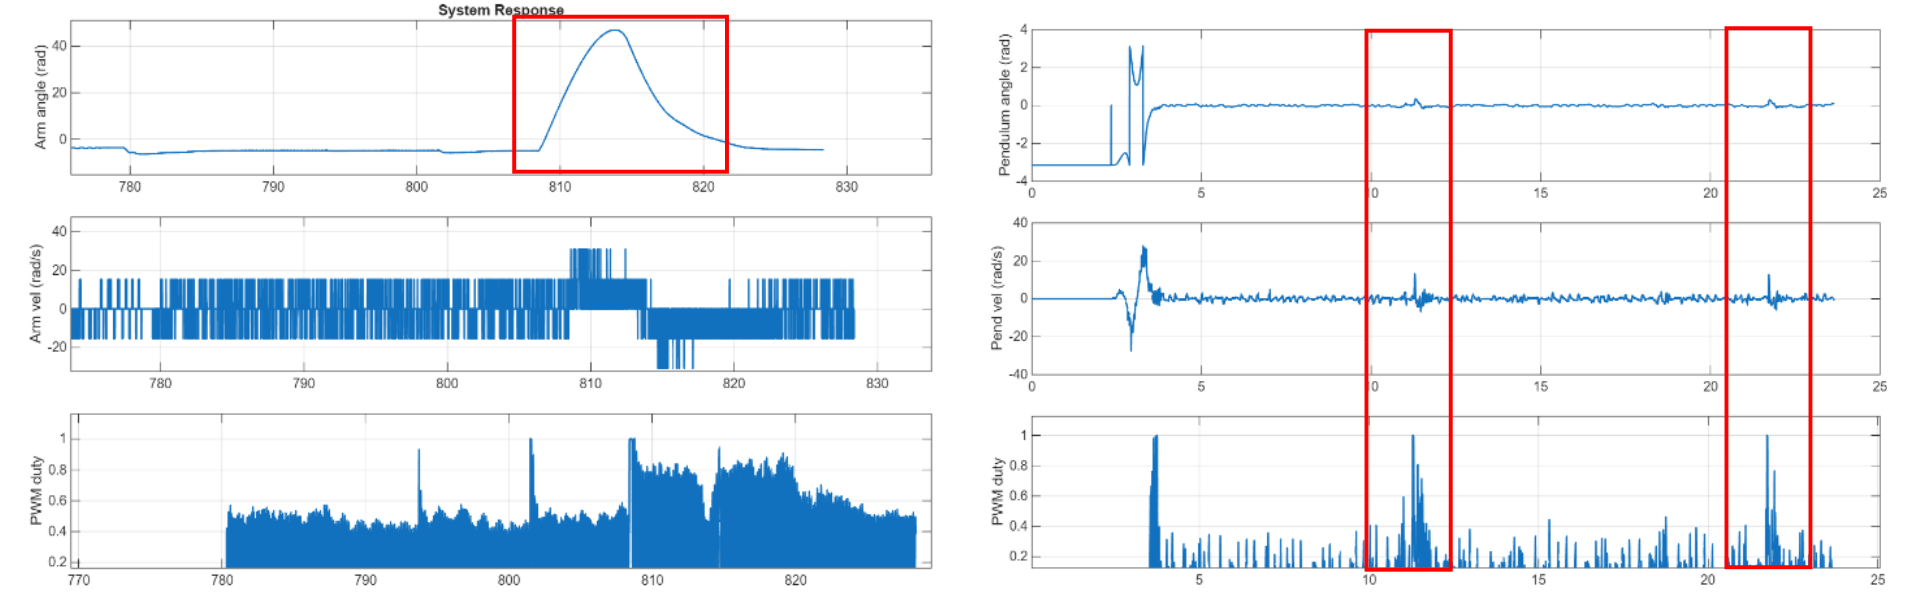 System Response
Arm angle (rad)
40
20
0
780 790 800 810 820 830
Arm vel (rad/s)
40
20
0
-20
780 790 800 810 820 830
PWM duty
1
0.8
0.6
0.4
0.2
770 780 790 800 810 820
Pendulum angle (rad)
4
2
0
-2
-4
0 5 10 15 20 25
Pend vel (rad/s)
40
20
0
-20
-40
0 5 10 15 20 25
PWM duty
1
0.8
0.6
0.4
0.2
5 10 15 20 25